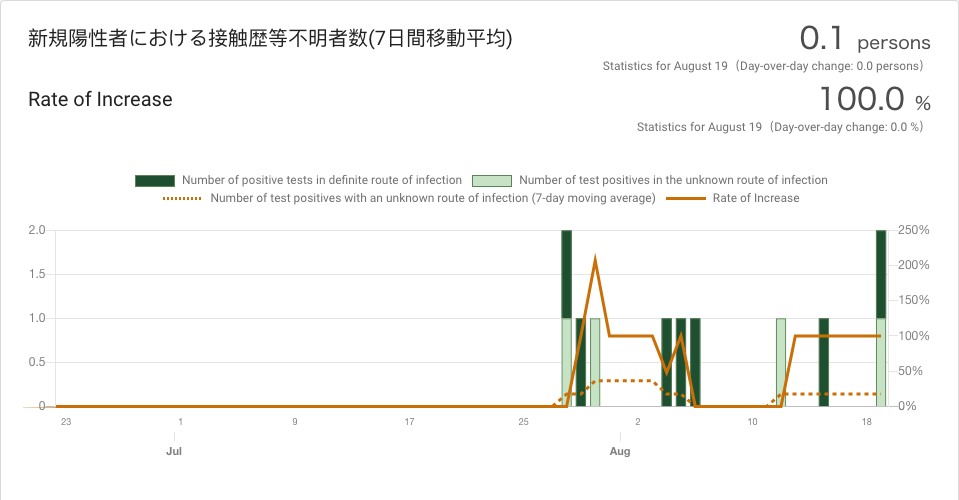 新規陽性者における接触歴等不明者数(7日間移動平均)
0.1 persons
Statistics for August 19（Day-over-day change: 0.0 persons）
Rate of Increase
100.0 %
Statistics for August 19（Day-over-day change: 0.0 %）
Number of positive tests in definite route of infection Number of test positives in the unknown route of infection
Number of test positives with an unknown route of infection (7-day moving average) Rate of Increase
2.0 250%
200%
1.5
150%
1.0
100%
0.5
50%
0 0%
23 1 9 17 25 2 10 18
Jul Aug